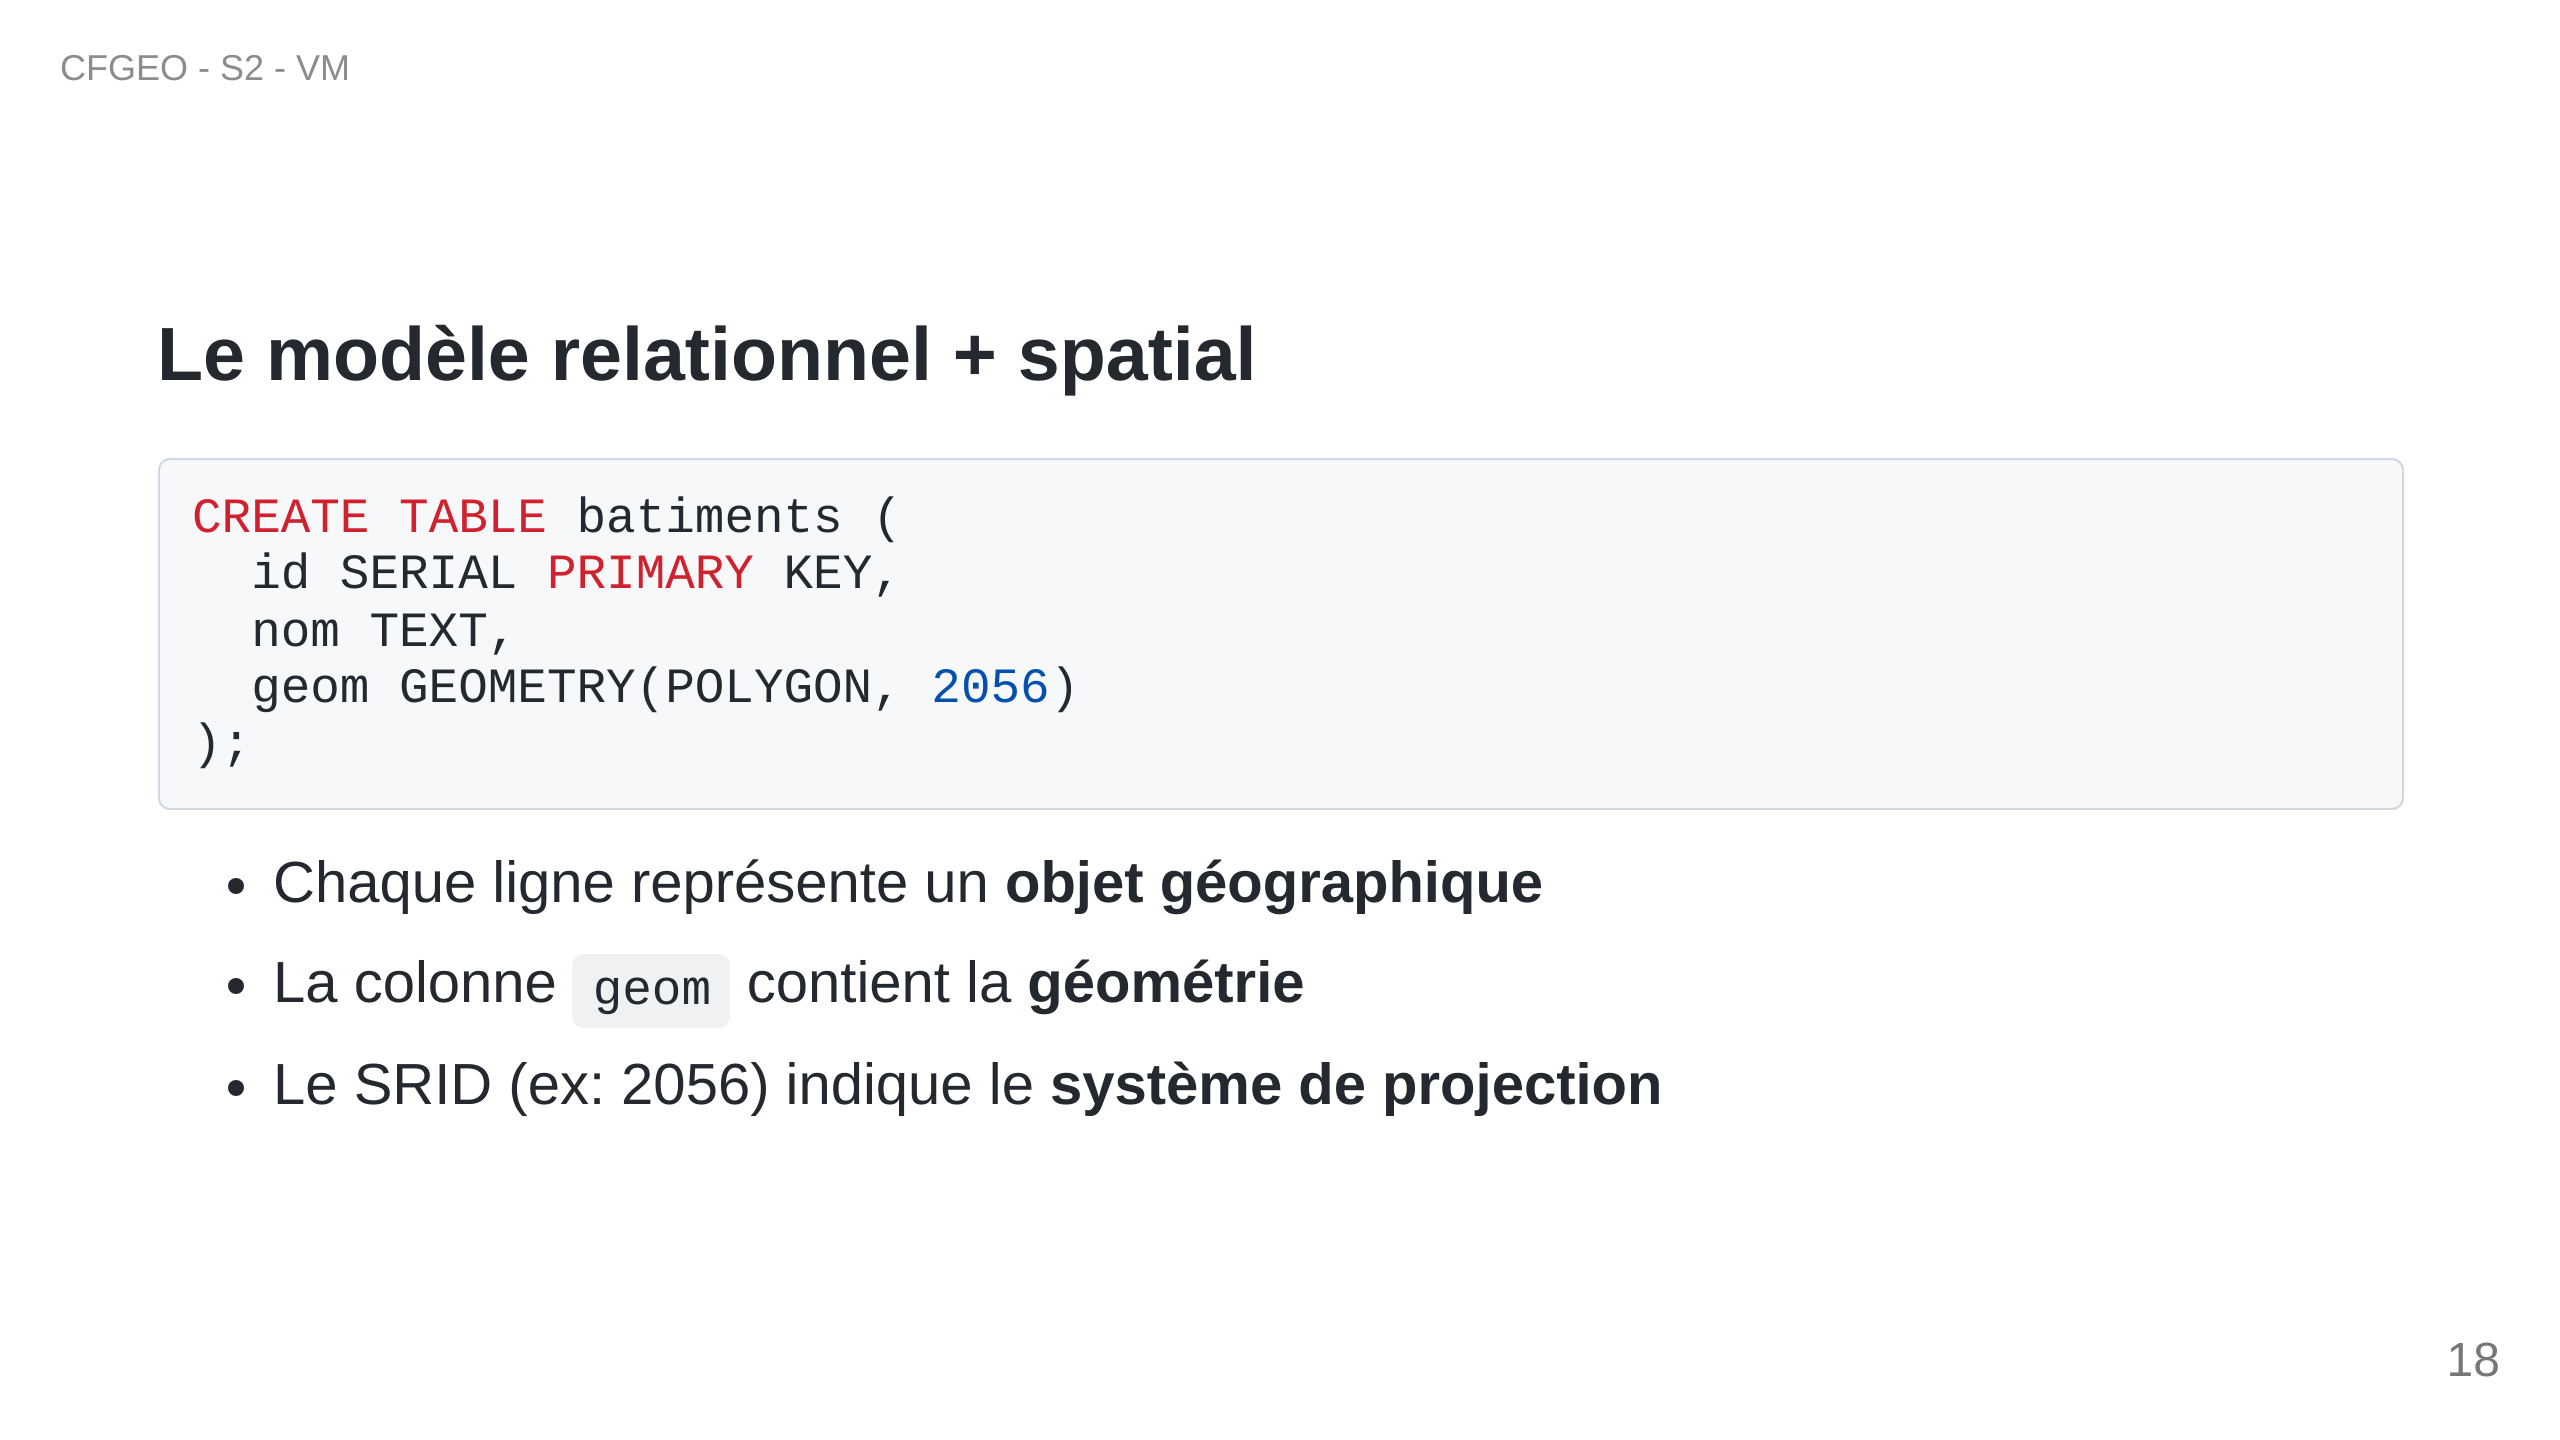 CFGEO - S2 - VM
Le modèle relationnel + spatial
CREATE TABLE batiments (
  id SERIAL PRIMARY KEY,
  nom TEXT,
  geom GEOMETRY(POLYGON, 2056)
);
• Chaque ligne représente un objet géographique
• La colonne geom contient la géométrie
• Le SRID (ex: 2056) indique le système de projection
18